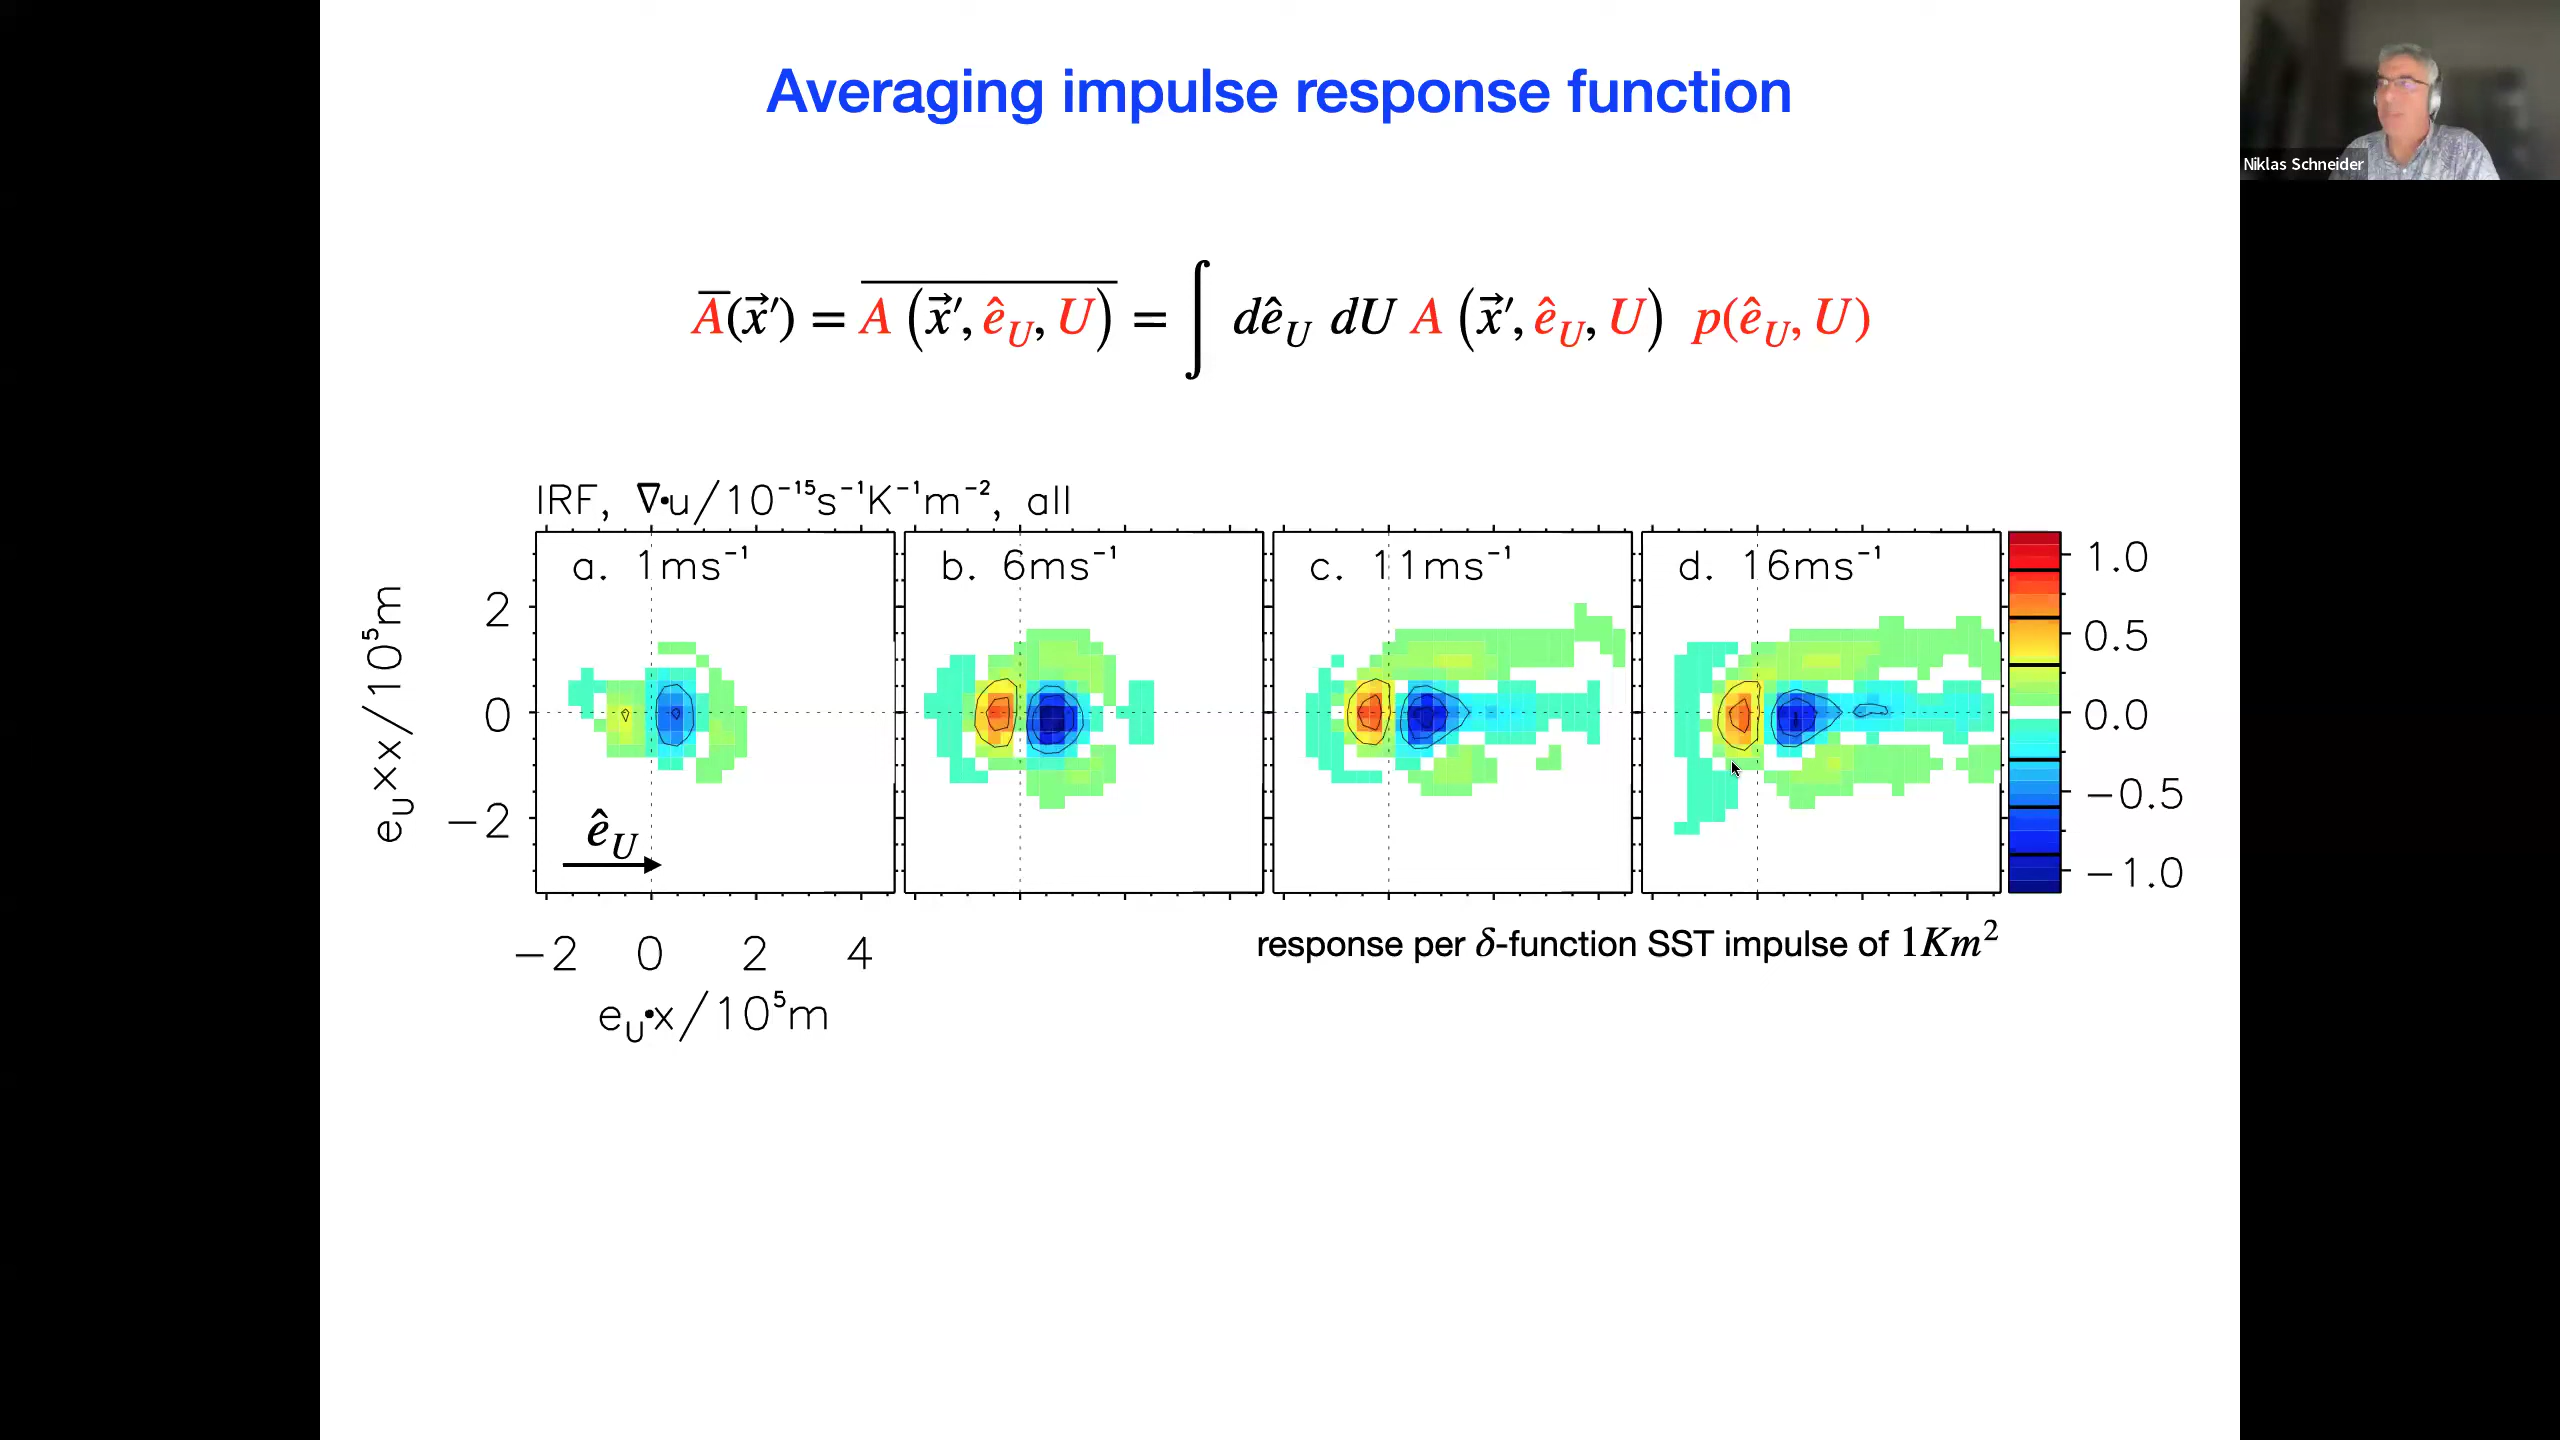 Averaging impulse response function
Niklas Schneider
A̅(x⃗′) = \overline{A (x⃗′, ê_U, U)} = ∫ dê_U dU A (x⃗′, ê_U, U) p(ê_U, U)
IRF, ∇•u/10⁻¹⁵s⁻¹K⁻¹m⁻², all
a. 1ms⁻¹
b. 6ms⁻¹
c. 11ms⁻¹
d. 16ms⁻¹
e_U×x/10⁵m
2
0
−2
ê_U
1.0
0.5
0.0
−0.5
−1.0
−2 0 2 4
e_U•x/10⁵m
response per δ-function SST impulse of 1Km²